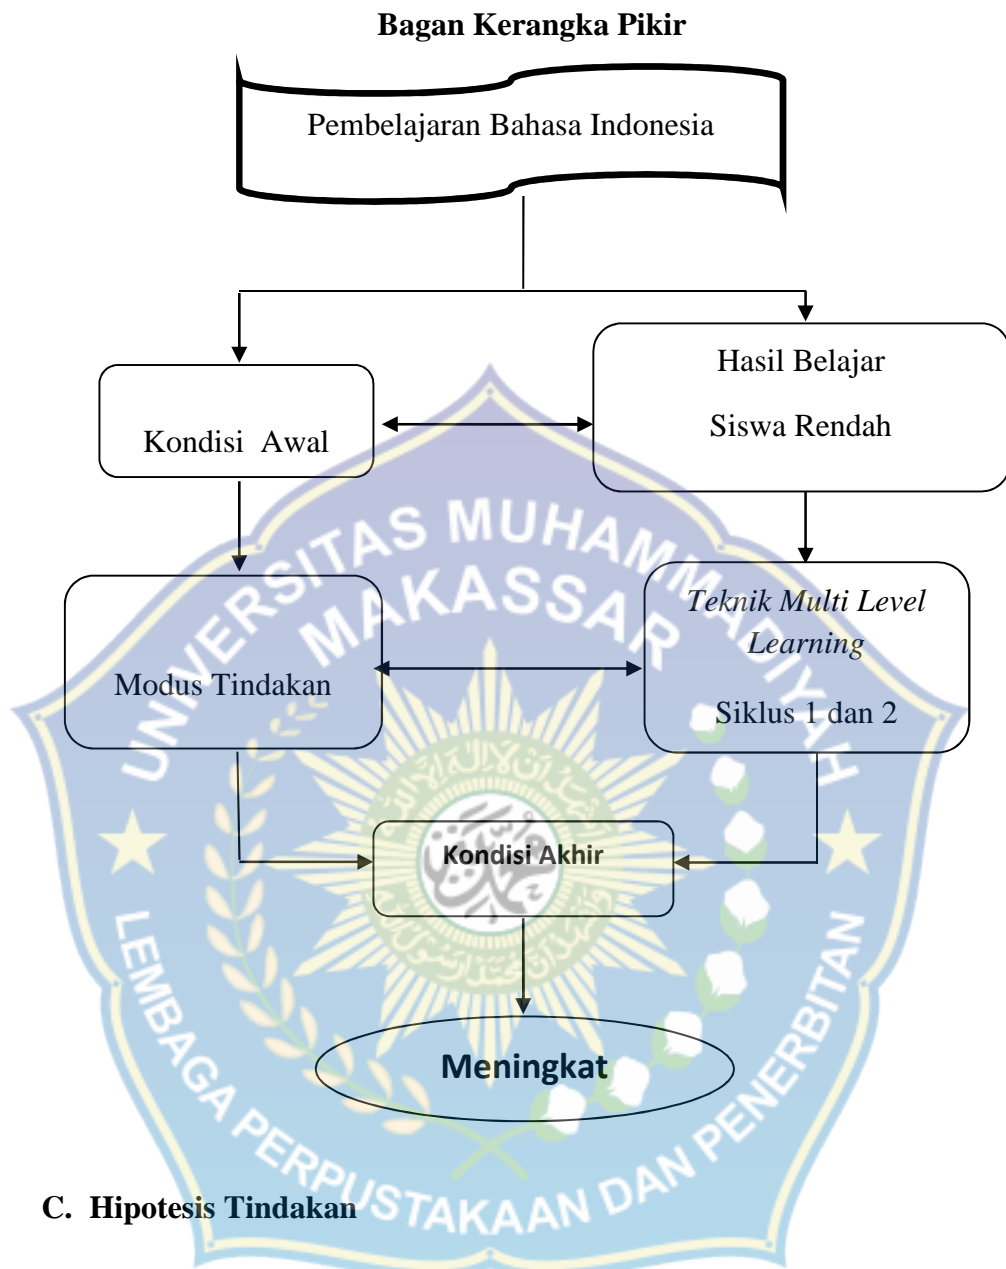 Bagan Kerangka Pikir
Pembelajaran Bahasa Indonesia
Hasil Belajar
Siswa Rendah
Kondisi Awal
Teknik Multi Level
Learning
Siklus 1 dan 2
Modus Tindakan
Kondisi Akhir
Meningkat
C. Hipotesis Tindakan
UNIVERSITAS MUHAMMADIYAH
MAKASSAR
LEMBAGA PERPUSTAKAAN DAN PENERBITAN